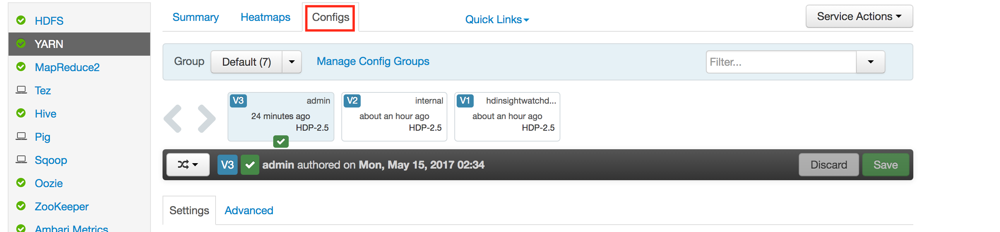 HDFS
YARN
MapReduce2
Tez
Hive
Pig
Sqoop
Oozie
ZooKeeper
Ambari Metrics
Summary
Heatmaps
Configs
Quick Links
Service Actions
Group
Default (7)
Manage Config Groups
Filter...
V3 admin
24 minutes ago
HDP-2.5
V2 internal
about an hour ago
HDP-2.5
V1 hdinsightwatchd...
about an hour ago
HDP-2.5
V3 admin authored on Mon, May 15, 2017 02:34
Discard
Save
Settings
Advanced